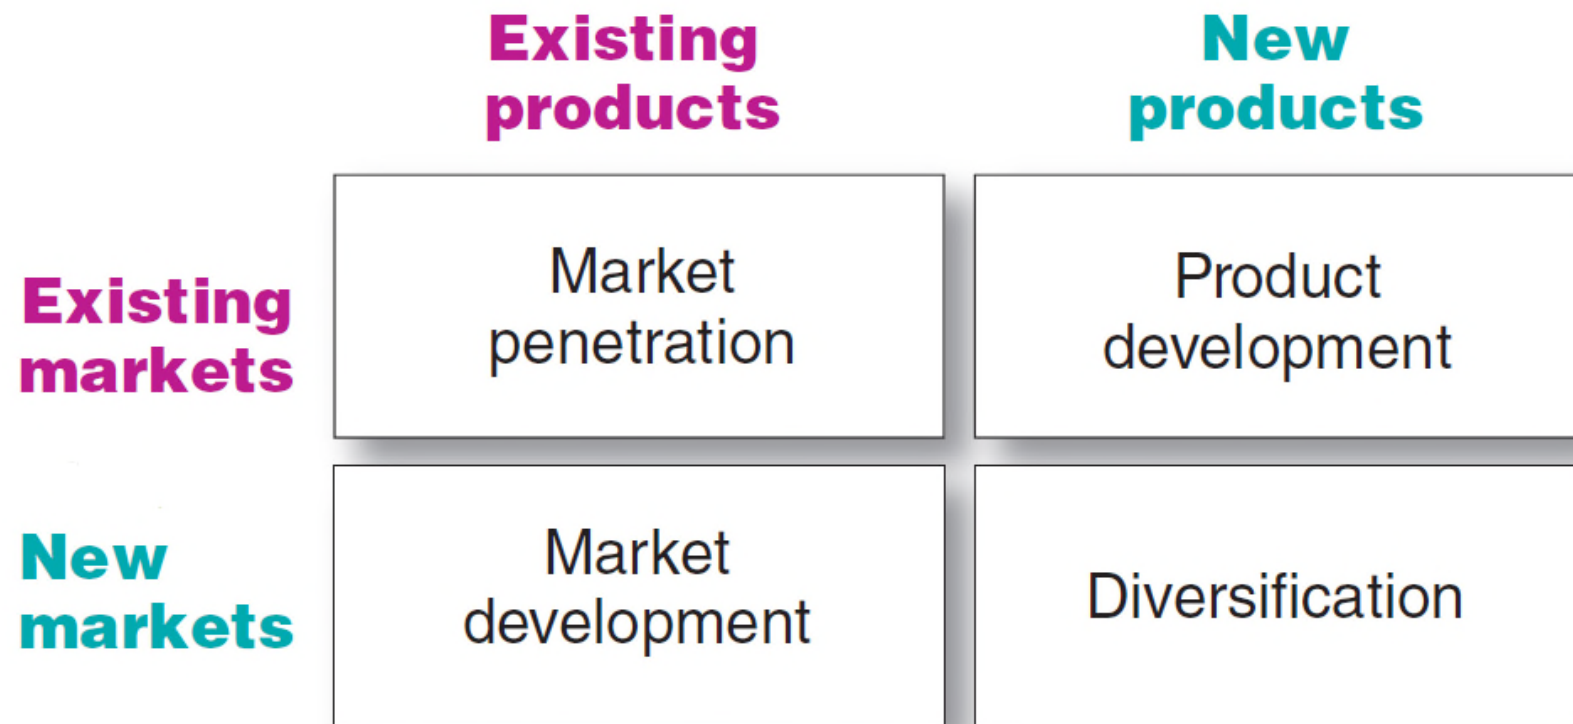 Existing
products
New
products
Existing
markets
Market
penetration
Product
development
New
markets
Market
development
Diversification